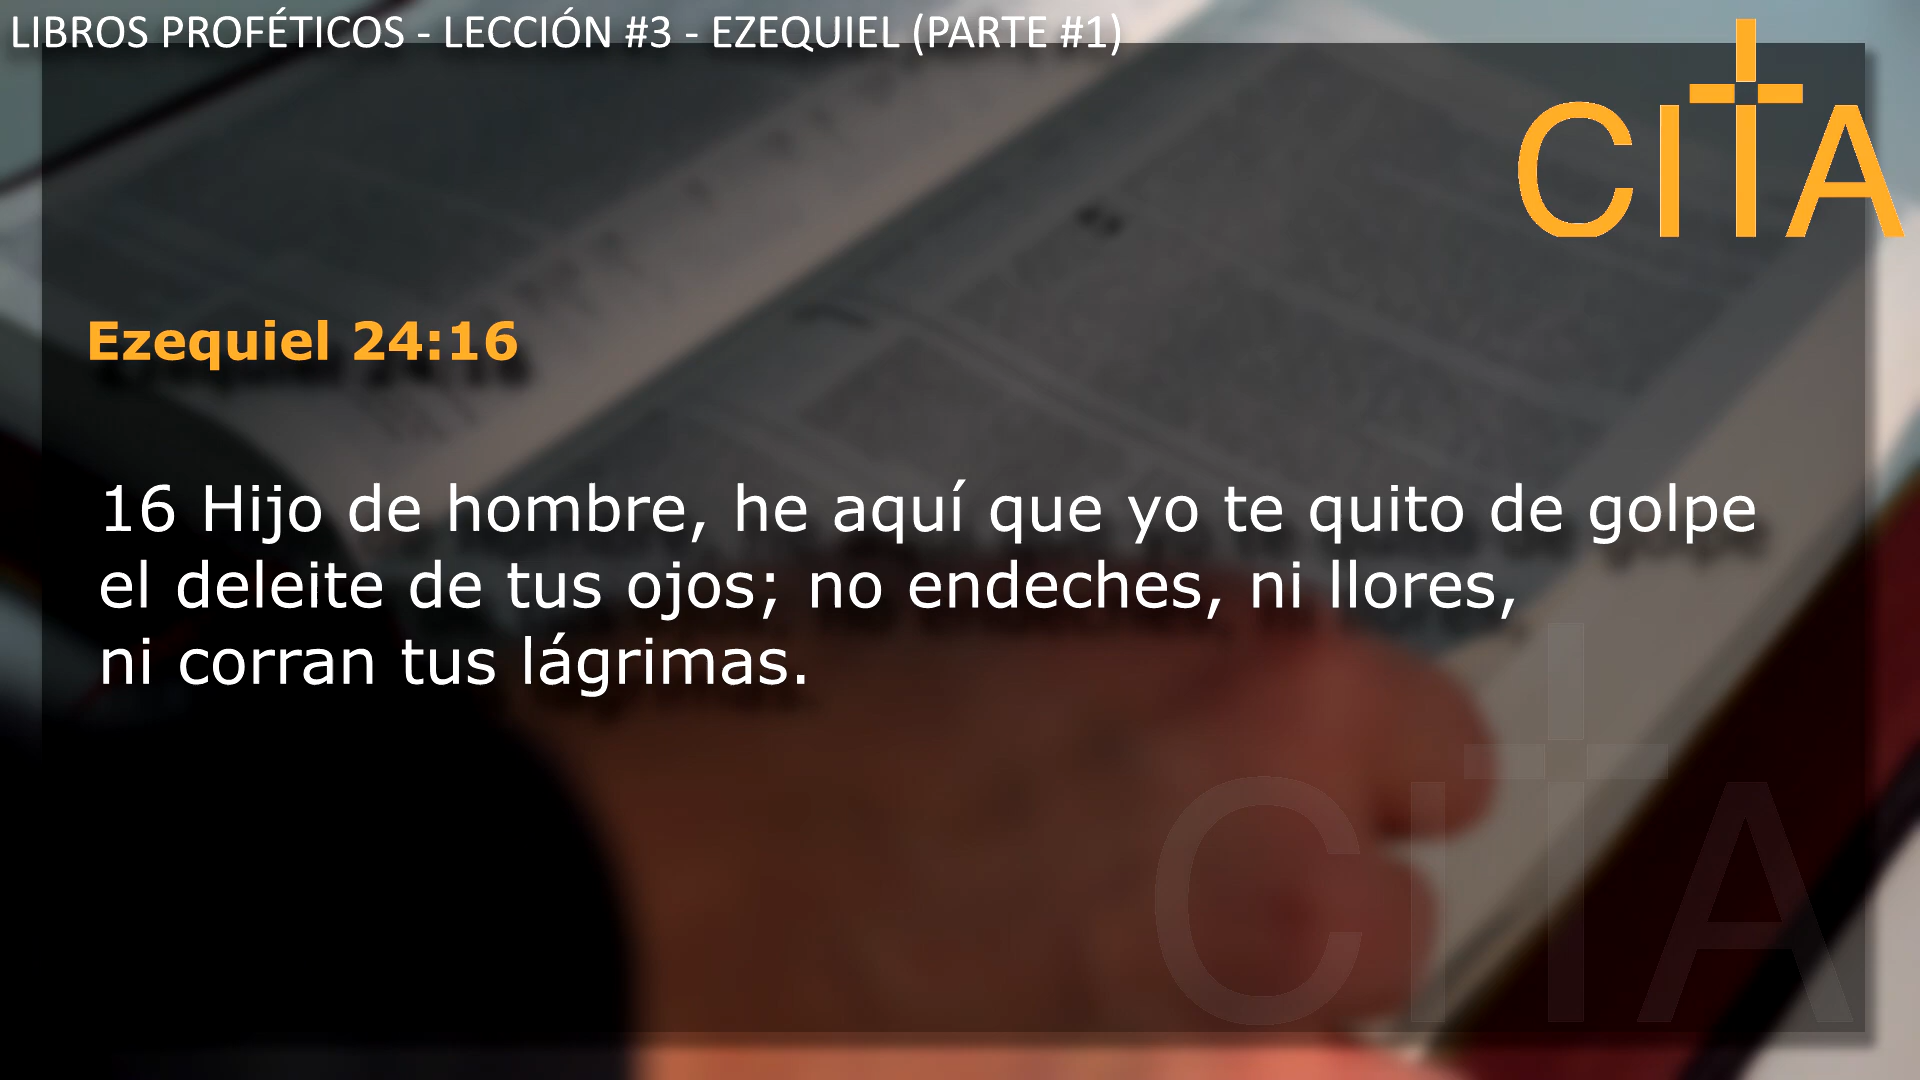 LIBROS PROFÉTICOS - LECCIÓN #3 - EZEQUIEL (PARTE #1)
CITA
Ezequiel 24:16
16 Hijo de hombre, he aquí que yo te quito de golpe
el deleite de tus ojos; no endeches, ni llores,
ni corran tus lágrimas.
CITA